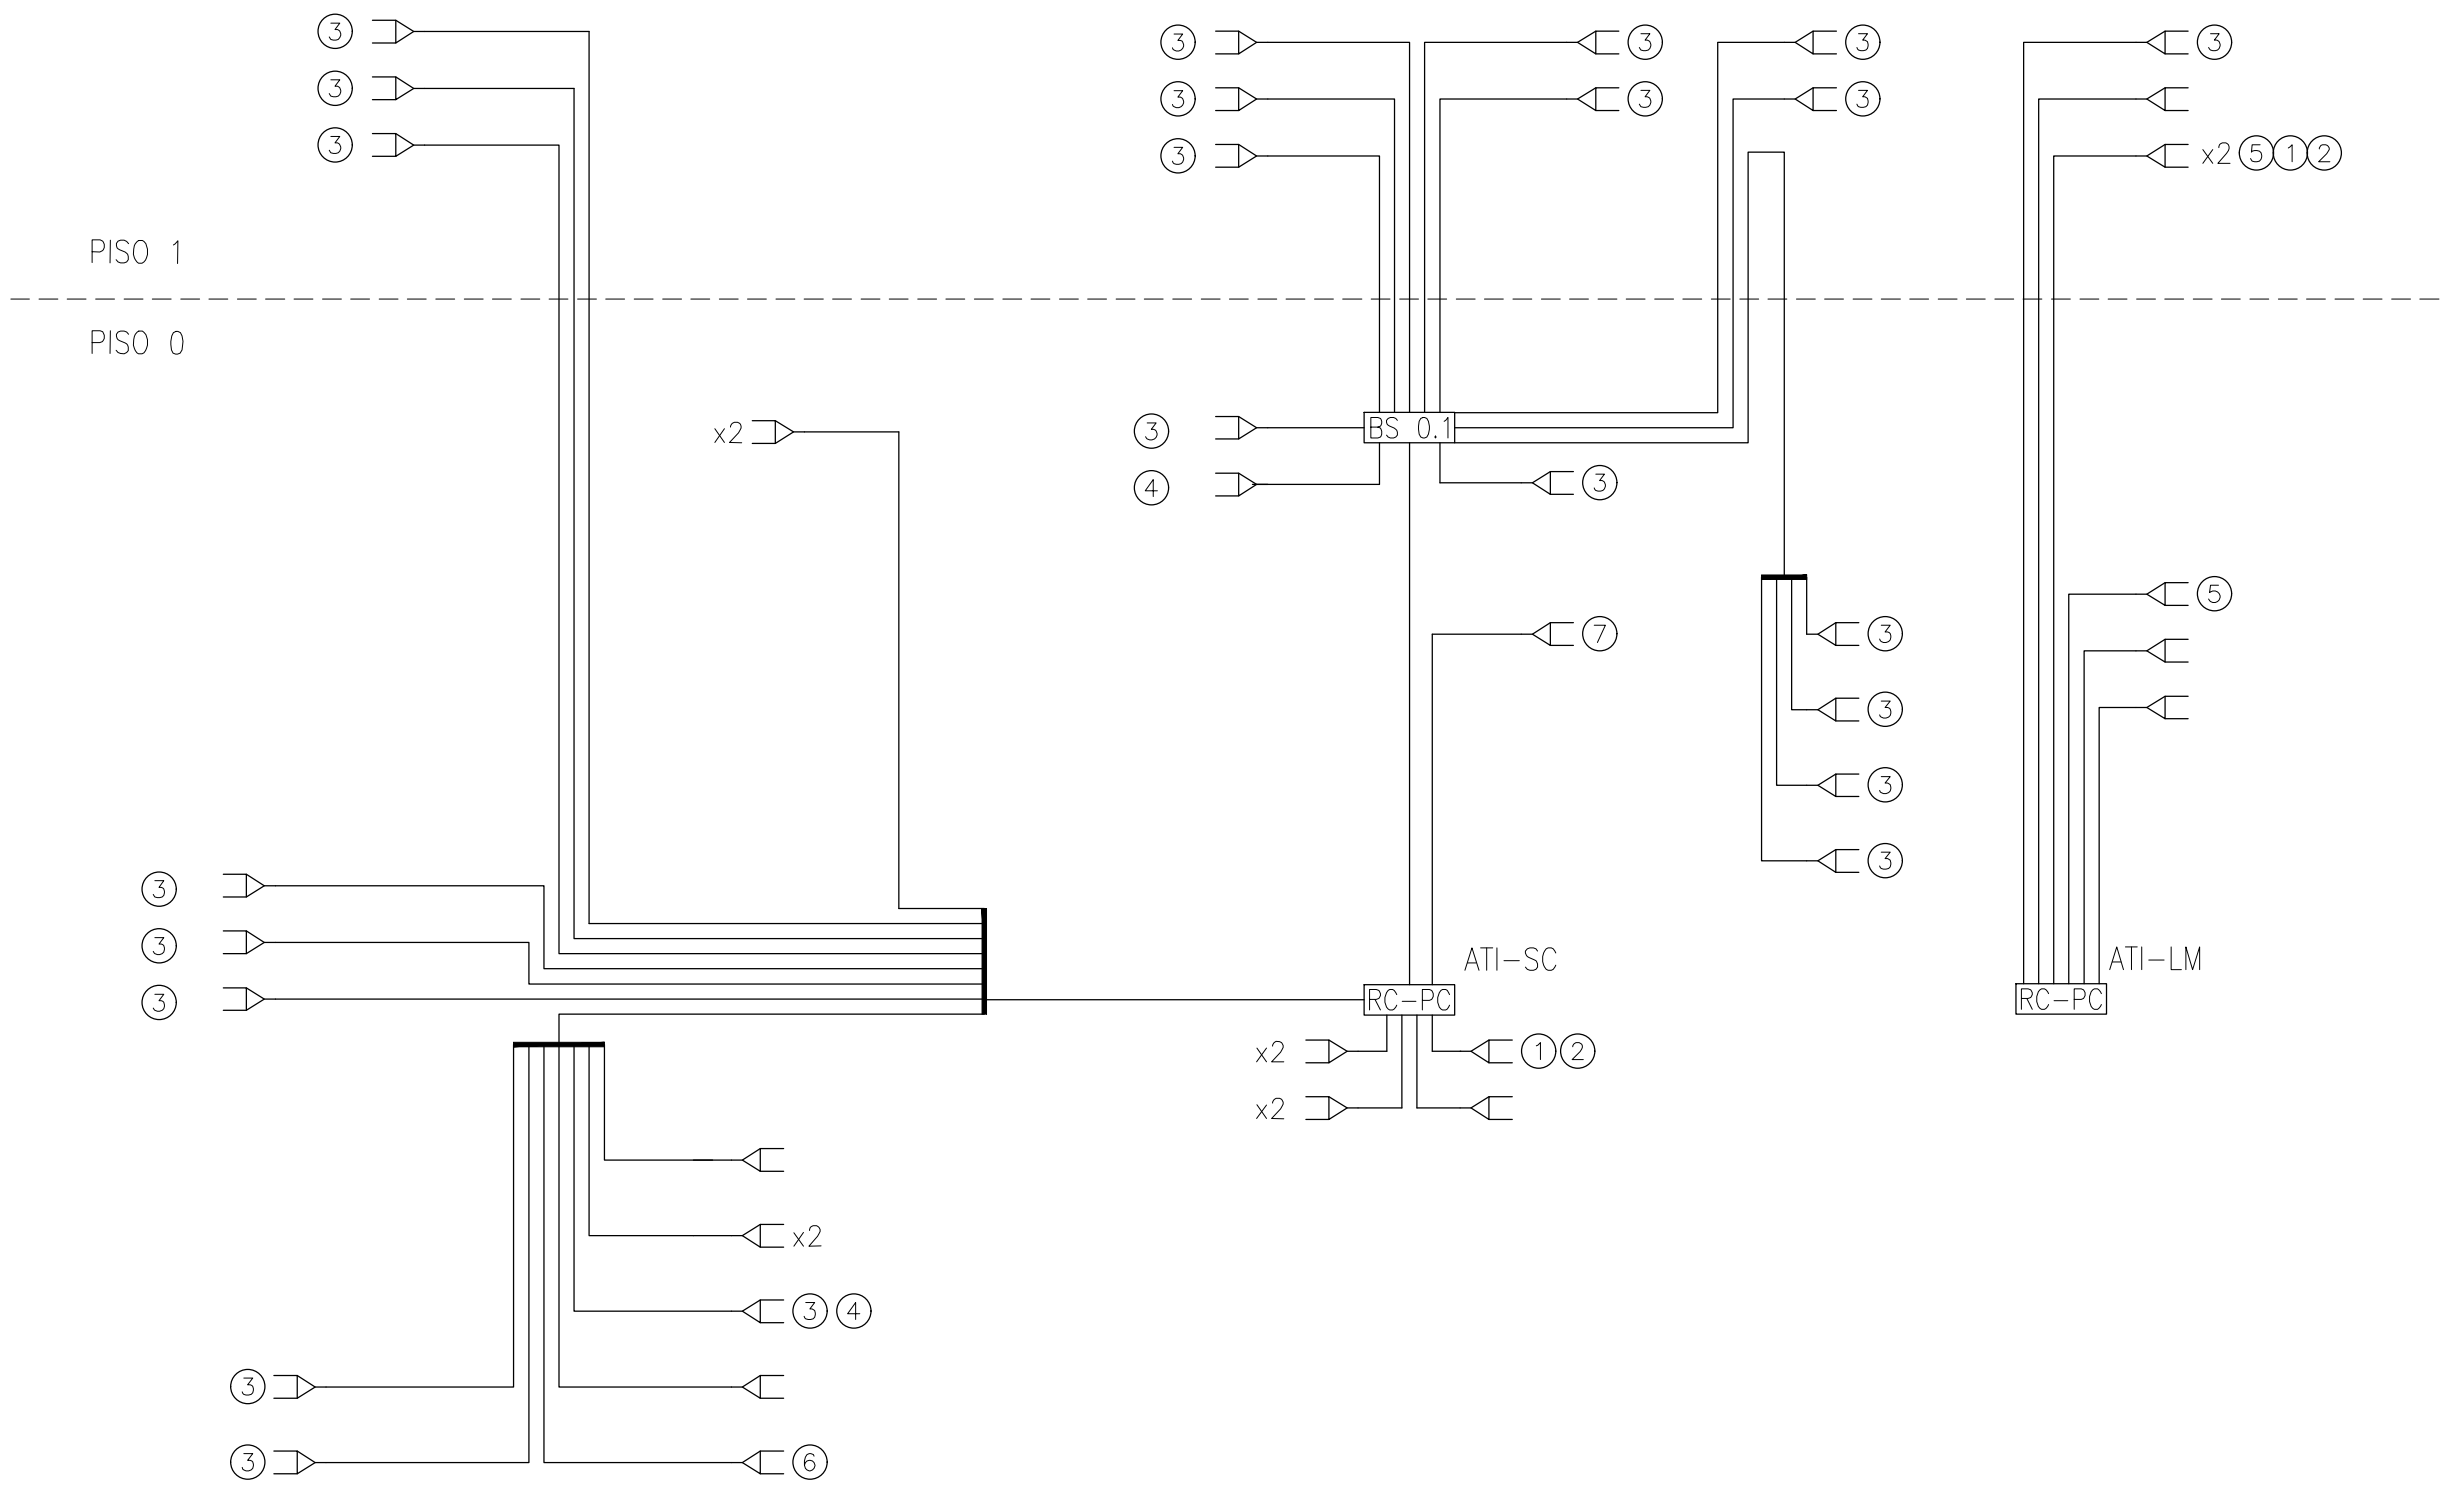 3 3 3 3 3
3 3 3 3
3 3 x2 5 1 2
PISO 1
PISO 0
x2 3 BS 0.1
4 3
5
7 3
3
3
3 3
3 ATI-SC ATI-LM
3 RC-PC RC-PC
x2 1 2
x2
x2
3 4
3
3 6